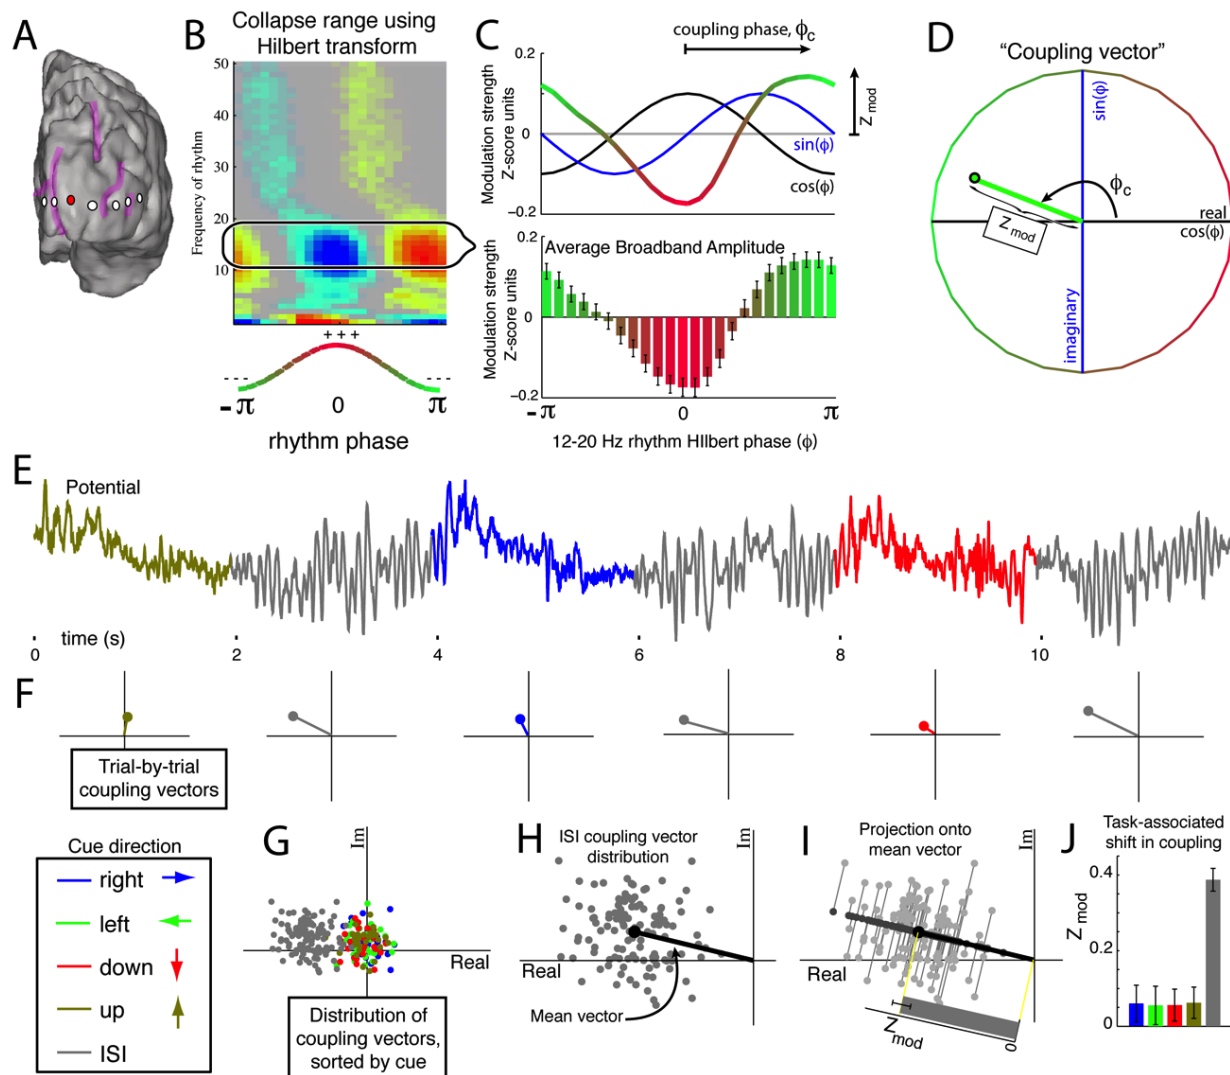 A
B
Collapse range using
Hilbert transform
Frequency of rhythm
50
40
30
20
10
+ + +
- - -
- - -
-π
0
π
rhythm phase
C
coupling phase, ϕc
Modulation strength
Z-score units
0.2
0
-0.2
sin(ϕ)
cos(ϕ)
Zmod
Average Broadband Amplitude
Modulation strength
Z-score units
0.2
0
-0.2
-π
0
π
12-20 Hz rhythm HIlbert phase (ϕ)
D
"Coupling vector"
sin(ϕ)
ϕc
Zmod
real
cos(ϕ)
imaginary
E
Potential
time (s)
0
2
4
6
8
10
F
Trial-by-trial
coupling vectors
Cue direction
right
left
down
up
ISI
G
Im
Real
Distribution of
coupling vectors,
sorted by cue
H
ISI coupling vector
distribution
Im
Real
Mean vector
I
Projection onto
mean vector
Im
Real
Zmod
0
J
Task-associated
shift in coupling
Zmod
0.4
0.2
0